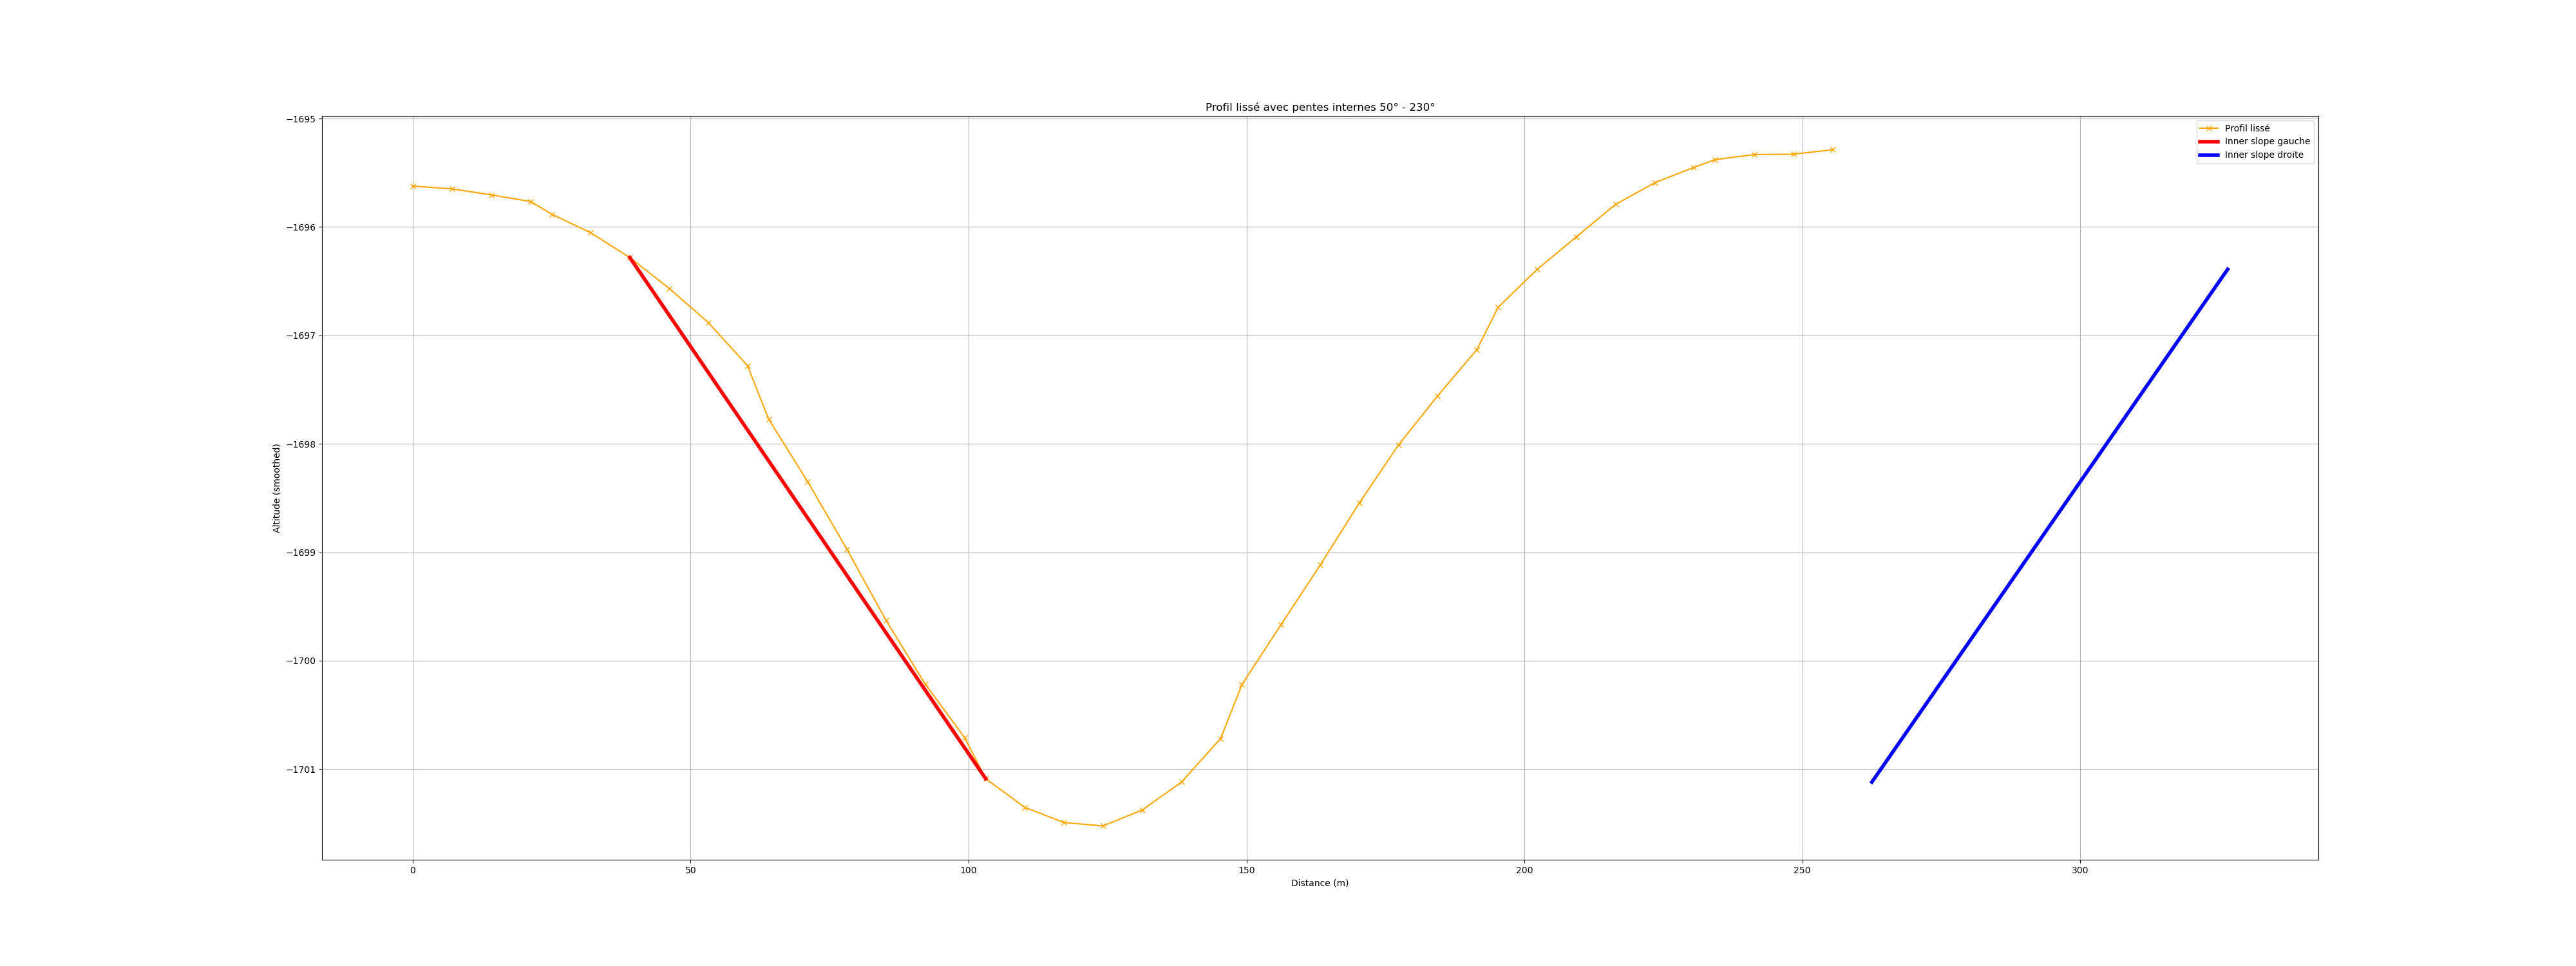 Profil lissé avec pentes internes 50° - 230°
Profil lissé
Inner slope gauche
Inner slope droite
Altitude (smoothed)
−1695
−1696
−1697
−1698
−1699
−1700
−1701
0 50 100 150 200 250 300
Distance (m)